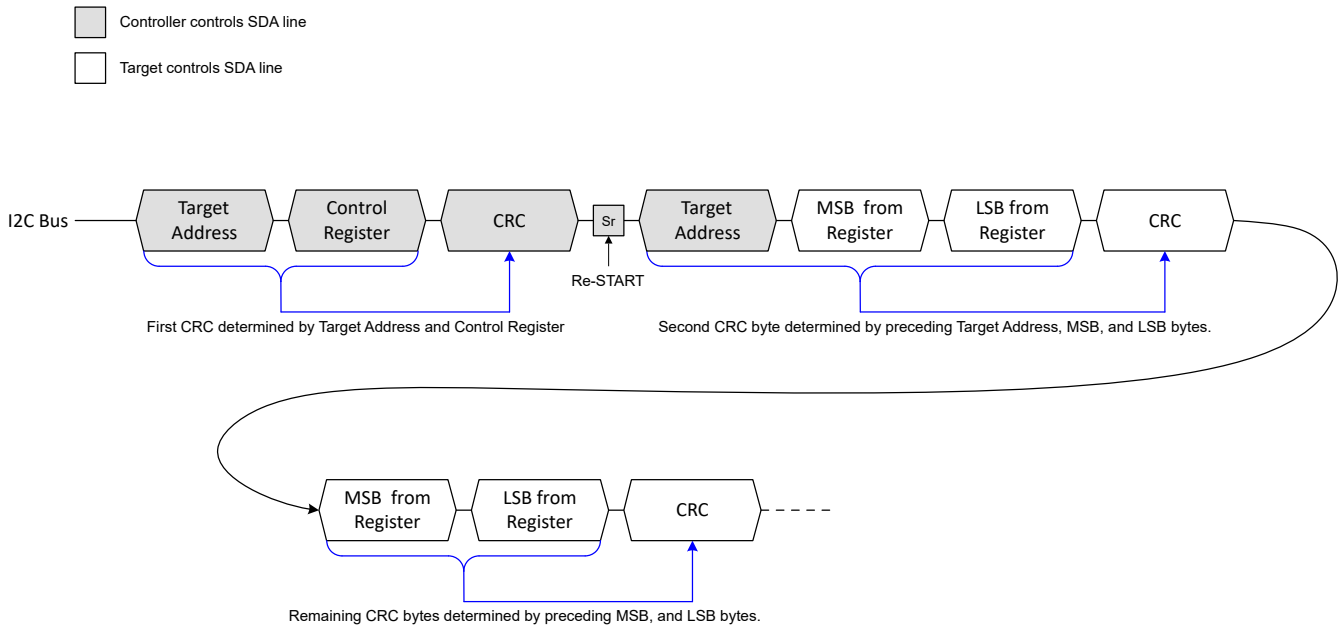 Controller controls SDA line
Target controls SDA line
I2C Bus
Target
Address
Control
Register
CRC
Sr
Re-START
Target
Address
MSB from
Register
LSB from
Register
CRC
First CRC determined by Target Address and Control Register
Second CRC byte determined by preceding Target Address, MSB, and LSB bytes.
MSB from
Register
LSB from
Register
CRC
Remaining CRC bytes determined by preceding MSB, and LSB bytes.